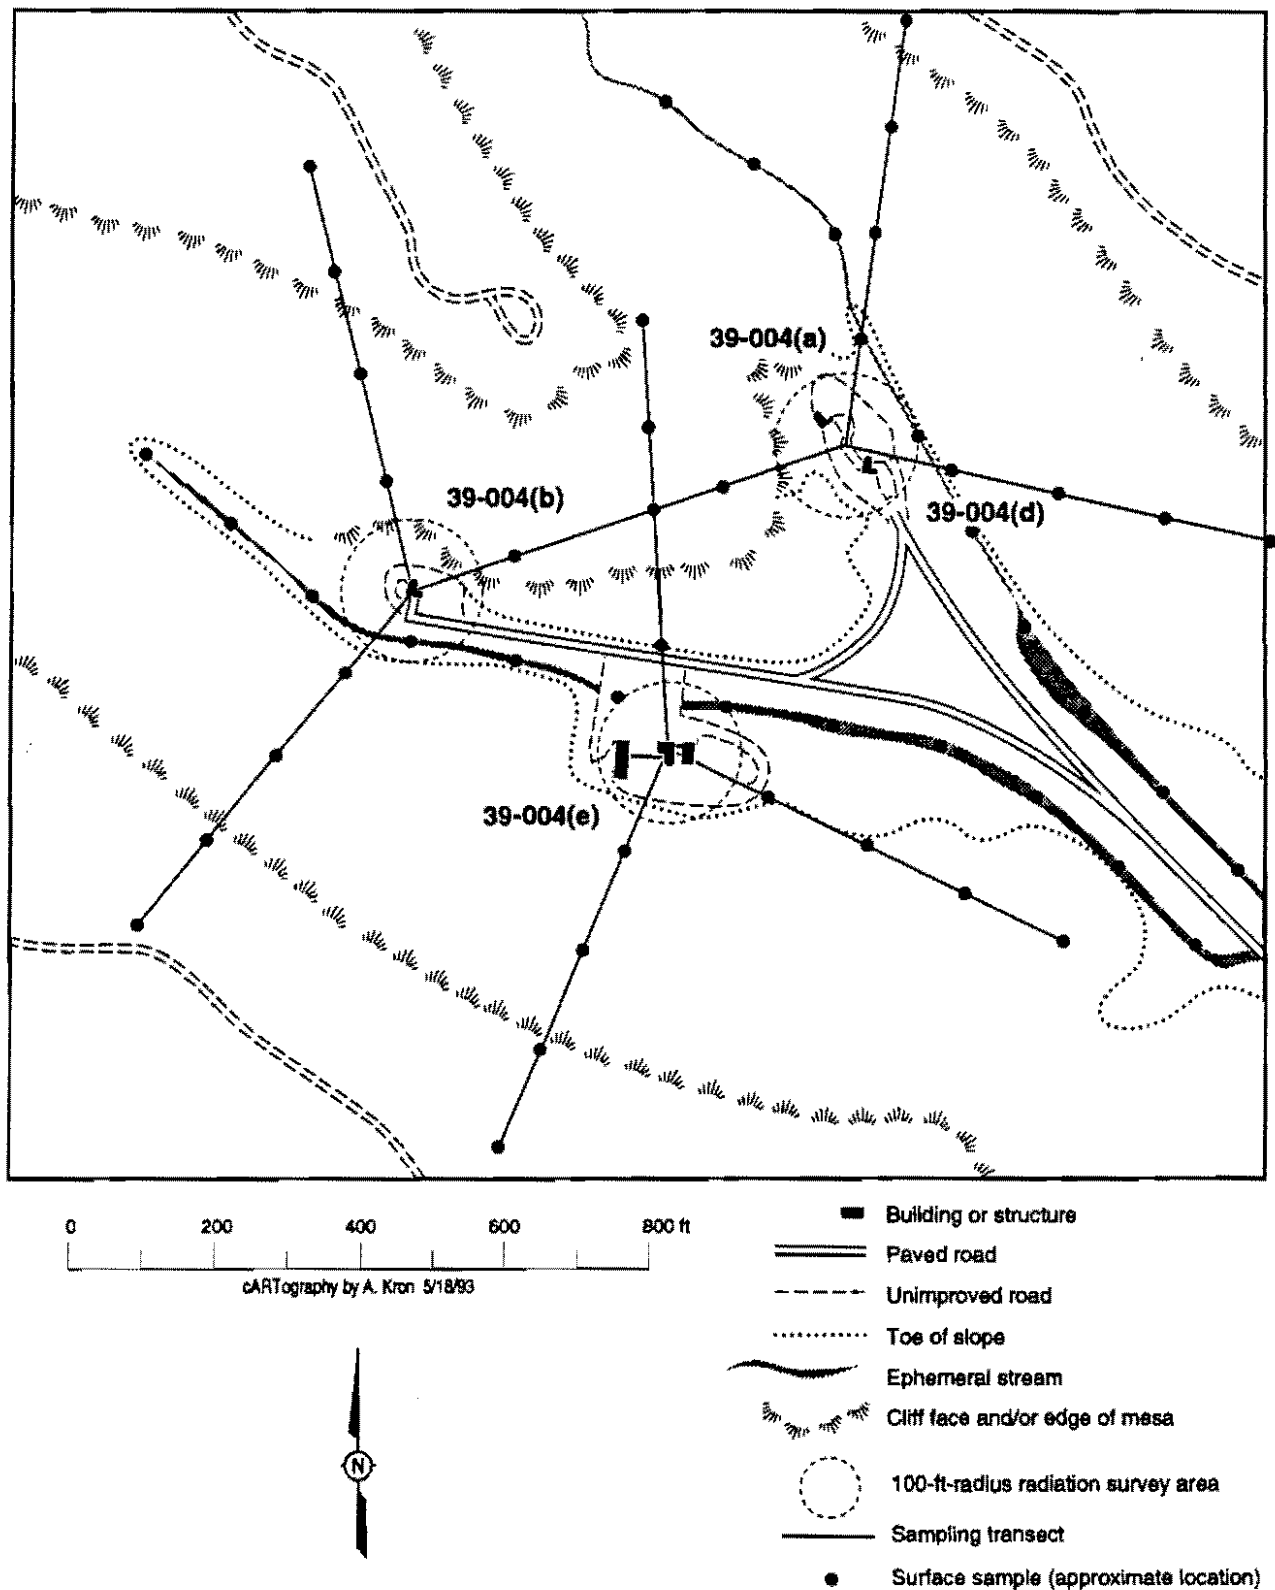 39-004(a)
39-004(b)
39-004(d)
39-004(e)
0 200 400 600 800 ft
cARTography by A. Kron 5/18/93
N
Building or structure
Paved road
Unimproved road
Toe of slope
Ephemeral stream
Cliff face and/or edge of mesa
100-ft-radius radiation survey area
Sampling transect
Surface sample (approximate location)